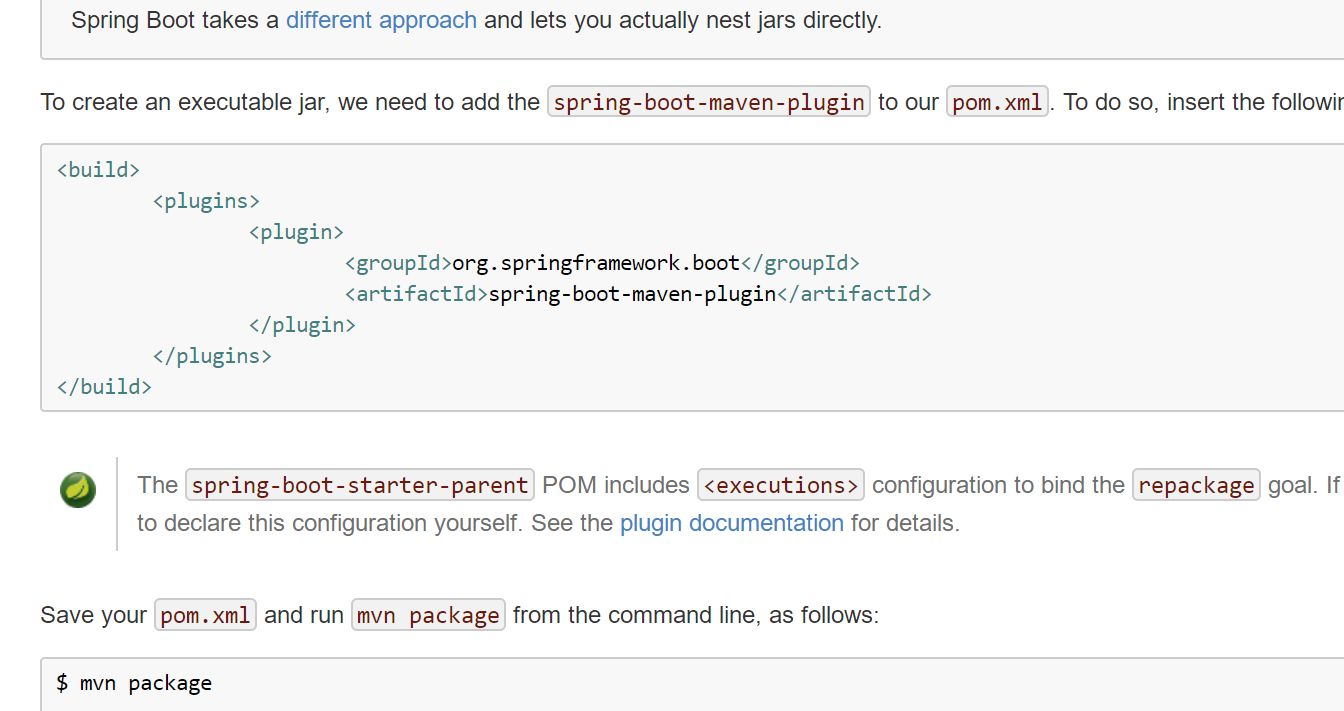 Spring Boot takes a different approach and lets you actually nest jars directly.
To create an executable jar, we need to add the spring-boot-maven-plugin to our pom.xml. To do so, insert the
<build>
<plugins>
<plugin>
<groupId>org.springframework.boot</groupId>
<artifactId>spring-boot-maven-plugin</artifactId>
</plugin>
</plugins>
</build>
The spring-boot-starter-parent POM includes <executions> configuration to bind the repackage goal. If
to declare this configuration yourself. See the plugin documentation for details.
Save your pom.xml and run mvn package from the command line, as follows:
$ mvn package